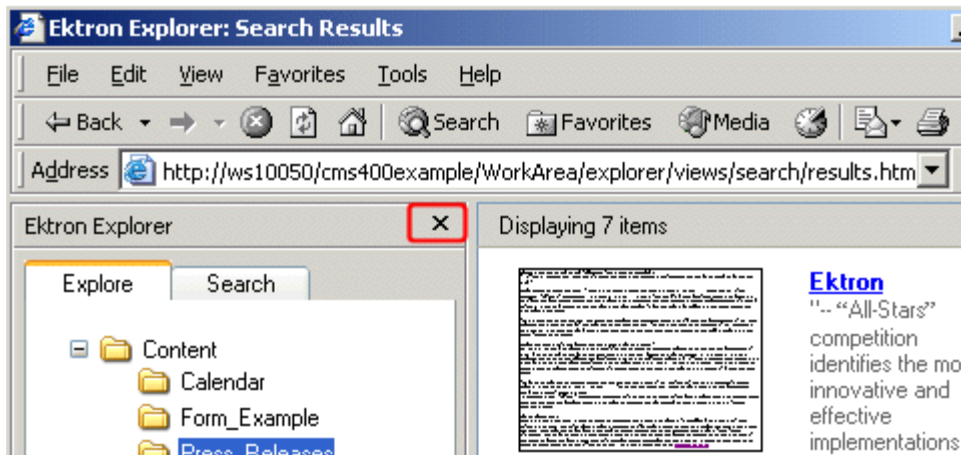 Ektron Explorer: Search Results
File Edit View Favorites Tools Help
Back Search Favorites Media
Address http://ws10050/cms400example/WorkArea/explorer/views/search/results.htm
Ektron Explorer
Displaying 7 items
Explore Search
Content
Calendar
Form_Example
Press_Releases
Ektron
"-- “All-Stars”
competition
identifies the mo
innovative and
effective
implementations